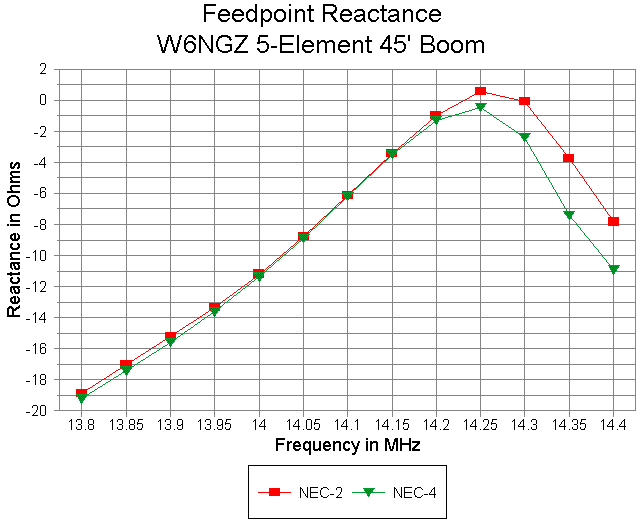 Feedpoint Reactance
W6NGZ 5-Element 45' Boom
Reactance in Ohms
2
0
-2
-4
-6
-8
-10
-12
-14
-16
-18
-20
13.8 13.85 13.9 13.95 14 14.05 14.1 14.15 14.2 14.25 14.3 14.35 14.4
Frequency in MHz
NEC-2 NEC-4